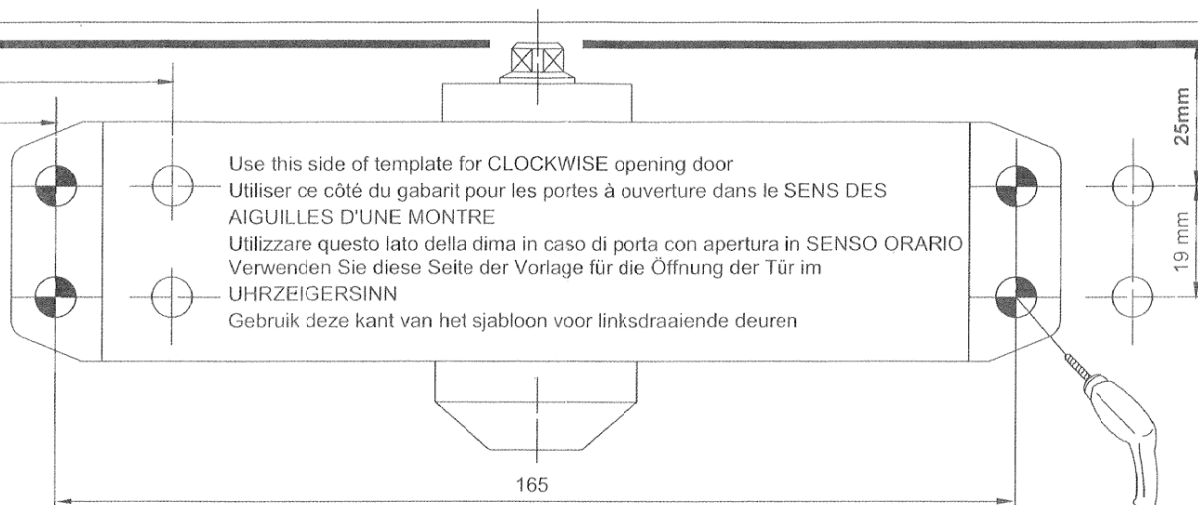 25mm
Use this side of template for CLOCKWISE opening door
Utiliser ce côté du gabarit pour les portes à ouverture dans le SENS DES
AIGUILLES D'UNE MONTRE
Utilizzare questo lato della dima in caso di porta con apertura in SENSO ORARIO
Verwenden Sie diese Seite der Vorlage für die Öffnung der Tür im
UHRZEIGERSINN
Gebruik deze kant van het sjabloon voor linksdraaiende deuren
19 mm
165